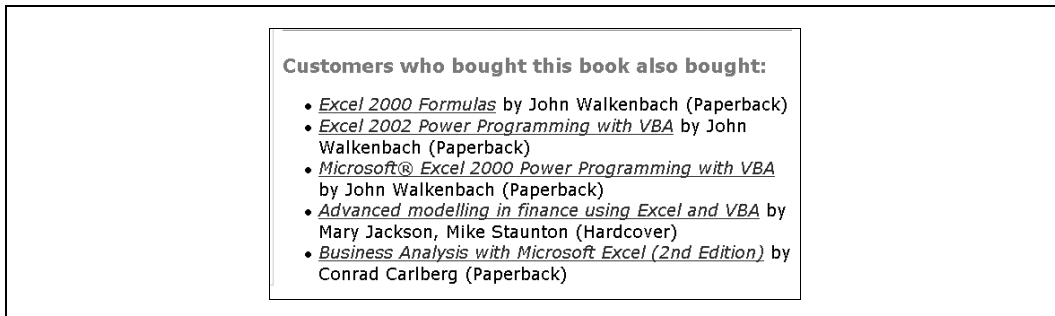 Customers who bought this book also bought:
• Excel 2000 Formulas by John Walkenbach (Paperback)
• Excel 2002 Power Programming with VBA by John
Walkenbach (Paperback)
• Microsoft® Excel 2000 Power Programming with VBA
by John Walkenbach (Paperback)
• Advanced modelling in finance using Excel and VBA by
Mary Jackson, Mike Staunton (Hardcover)
• Business Analysis with Microsoft Excel (2nd Edition) by
Conrad Carlberg (Paperback)